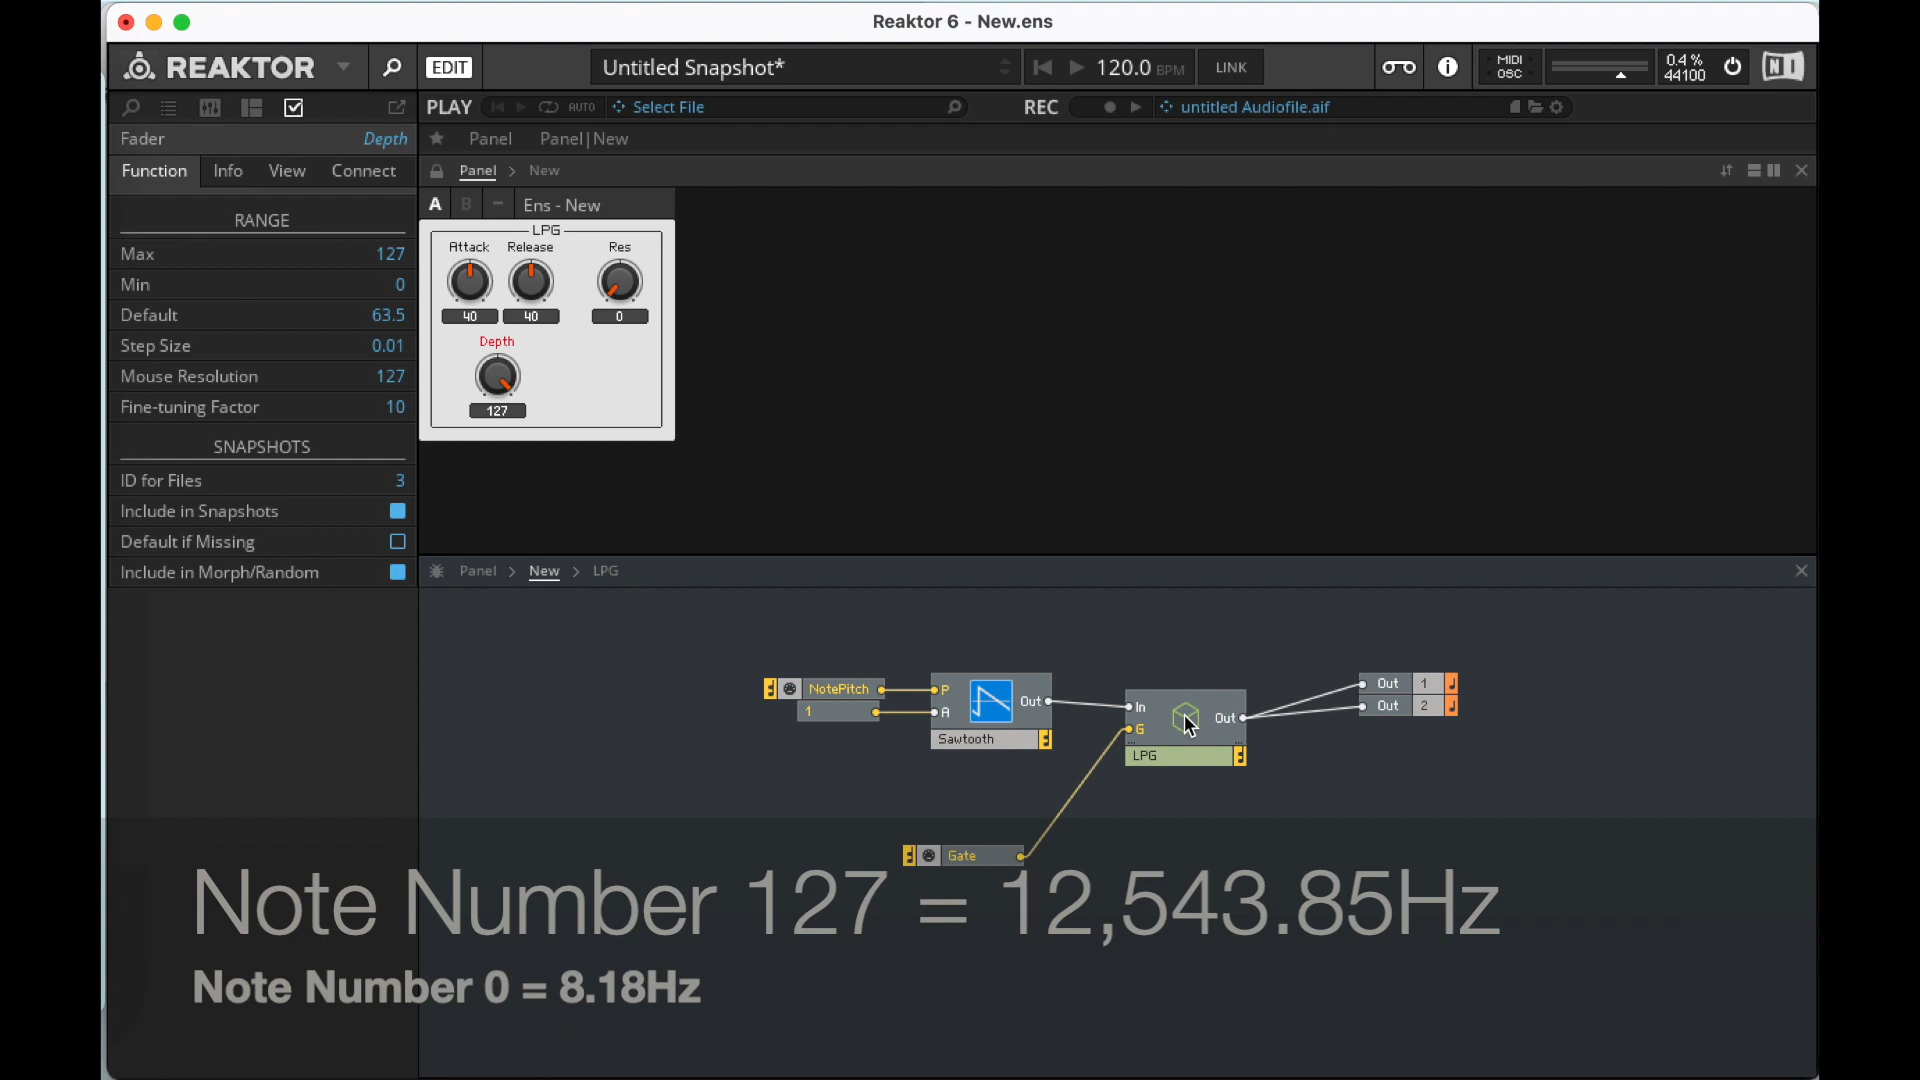 Reaktor 6 - New.ens
REAKTOR
EDIT
Untitled Snapshot*
120.0 BPM
LINK
MIDI
OSC
0.4 %
44100
NI
PLAY
AUTO
Select File
REC
untitled Audiofile.aif
Fader
Depth
Panel
Panel|New
Function
Info
View
Connect
Panel > New
RANGE
Max 127
Min 0
Default 63.5
Step Size 0.01
Mouse Resolution 127
Fine-tuning Factor 10
SNAPSHOTS
ID for Files 3
Include in Snapshots
Default if Missing
Include in Morph/Random
A
B
Ens - New
LPG
Attack
Release
Res
40
40
0
Depth
127
Panel > New > LPG
NotePitch
1
P
A
Out
Sawtooth
In
G
Out
LPG
Out 1
Out 2
Gate
Note Number 127 = 12,543.85Hz
Note Number 0 = 8.18Hz